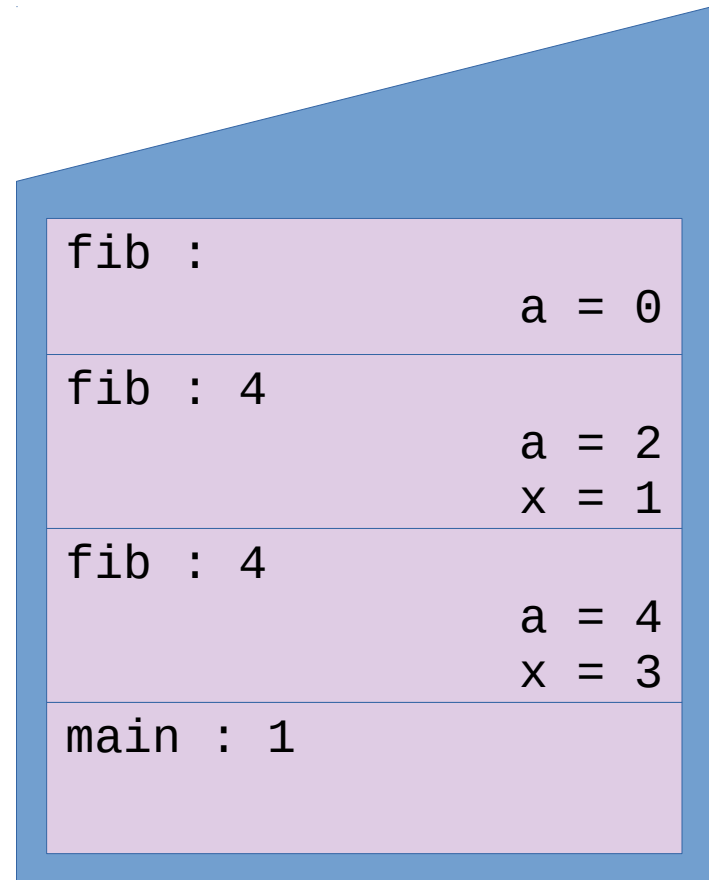 fib :
a = 0
fib : 4
a = 2
x = 1
fib : 4
a = 4
x = 3
main : 1